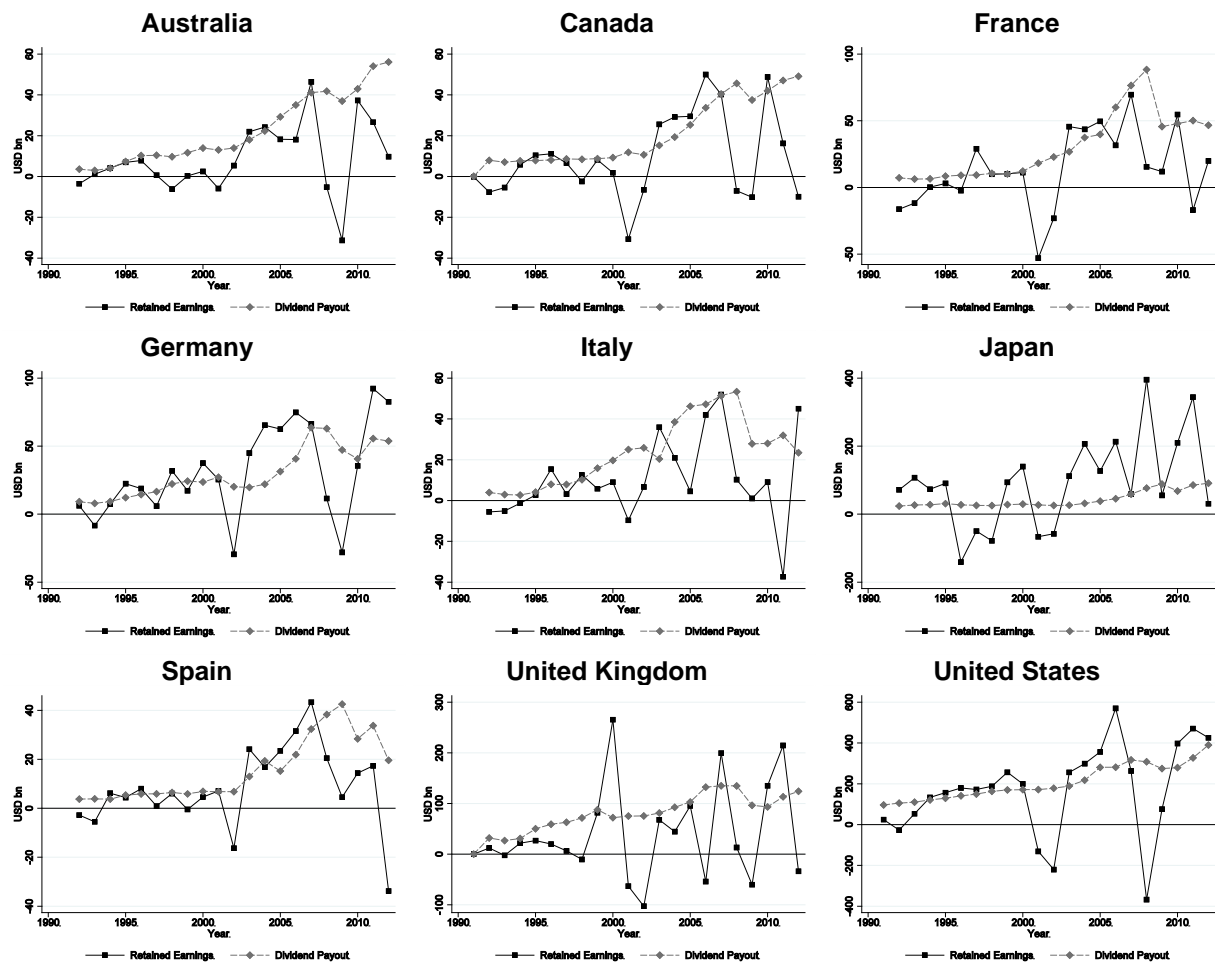 Australia
60
40
20
0
-20
-40
USD bn
1990. 1995. 2000. 2005. 2010.
Year.
Retained Earnings. Dividend Payout.
Canada
60
40
20
0
-20
-40
USD bn
1990. 1995. 2000. 2005. 2010.
Year.
Retained Earnings. Dividend Payout.
France
100
50
0
-50
USD bn
1990. 1995. 2000. 2005. 2010.
Year.
Retained Earnings. Dividend Payout.
Germany
100
50
0
-50
USD bn
1990. 1995. 2000. 2005. 2010.
Year.
Retained Earnings. Dividend Payout.
Italy
60
40
20
0
-20
-40
USD bn
1990. 1995. 2000. 2005. 2010.
Year.
Retained Earnings. Dividend Payout.
Japan
400
200
0
-200
USD bn
1990. 1995. 2000. 2005. 2010.
Year.
Retained Earnings. Dividend Payout.
Spain
40
20
0
-20
-40
USD bn
1990. 1995. 2000. 2005. 2010.
Year.
Retained Earnings. Dividend Payout.
United Kingdom
300
200
100
0
-100
USD bn
1990. 1995. 2000. 2005. 2010.
Year.
Retained Earnings. Dividend Payout.
United States
600
400
200
0
-200
-400
USD bn
1990. 1995. 2000. 2005. 2010.
Year.
Retained Earnings. Dividend Payout.